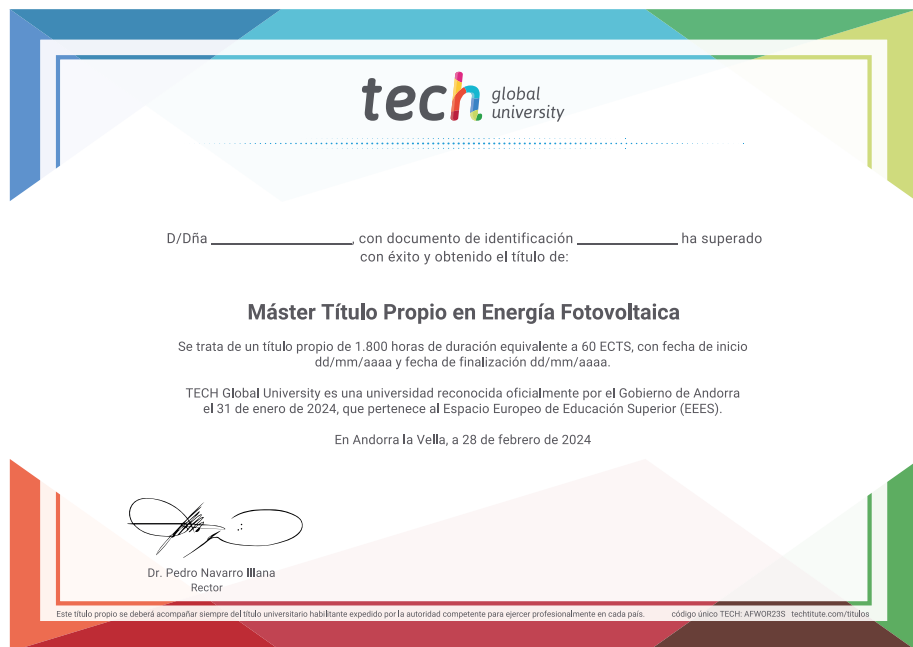 tech global university
D/Dña ____________, con documento de identificación ____________ ha superado
con éxito y obtenido el título de:
Máster Título Propio en Energía Fotovoltaica
Se trata de un título propio de 1.800 horas de duración equivalente a 60 ECTS, con fecha de inicio
dd/mm/aaaa y fecha de finalización dd/mm/aaaa.
TECH Global University es una universidad reconocida oficialmente por el Gobierno de Andorra
el 31 de enero de 2024, que pertenece al Espacio Europeo de Educación Superior (EEES).
En Andorra la Vella, a 28 de febrero de 2024
Dr. Pedro Navarro Illana
Rector
Este título propio se deberá acompañar siempre del título universitario habilitante expedido por la autoridad competente para ejercer profesionalmente en cada país. código único TECH: AFWOR23S techtitute.com/titulos